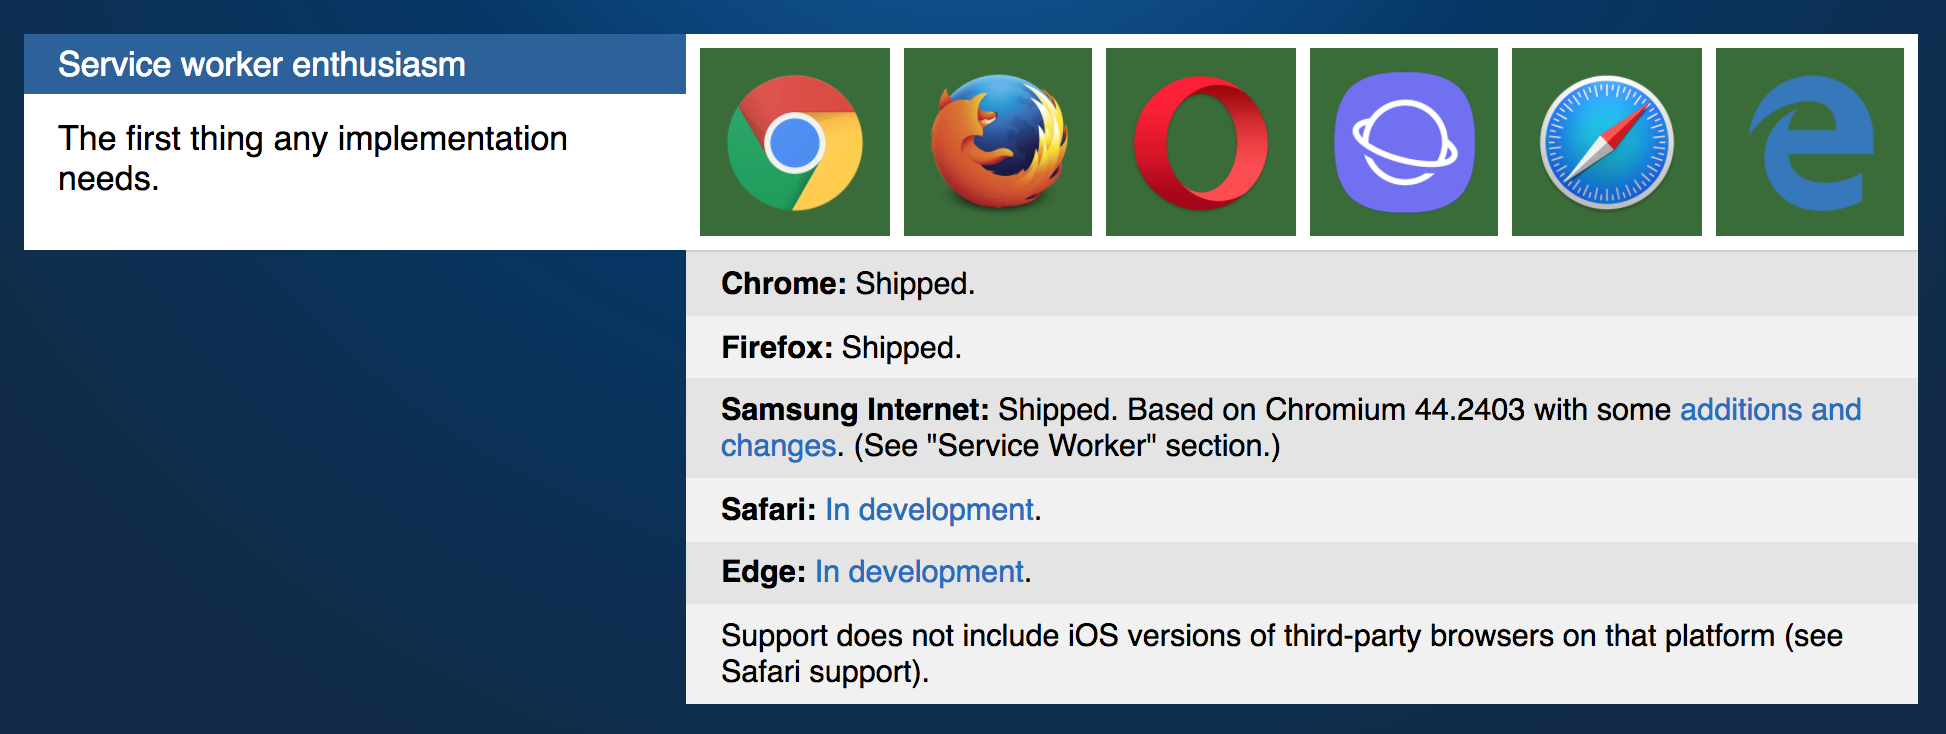 Service worker enthusiasm
The first thing any implementation
needs.
Chrome: Shipped.
Firefox: Shipped.
Samsung Internet: Shipped. Based on Chromium 44.2403 with some additions and
changes. (See "Service Worker" section.)
Safari: In development.
Edge: In development.
Support does not include iOS versions of third-party browsers on that platform (see
Safari support).